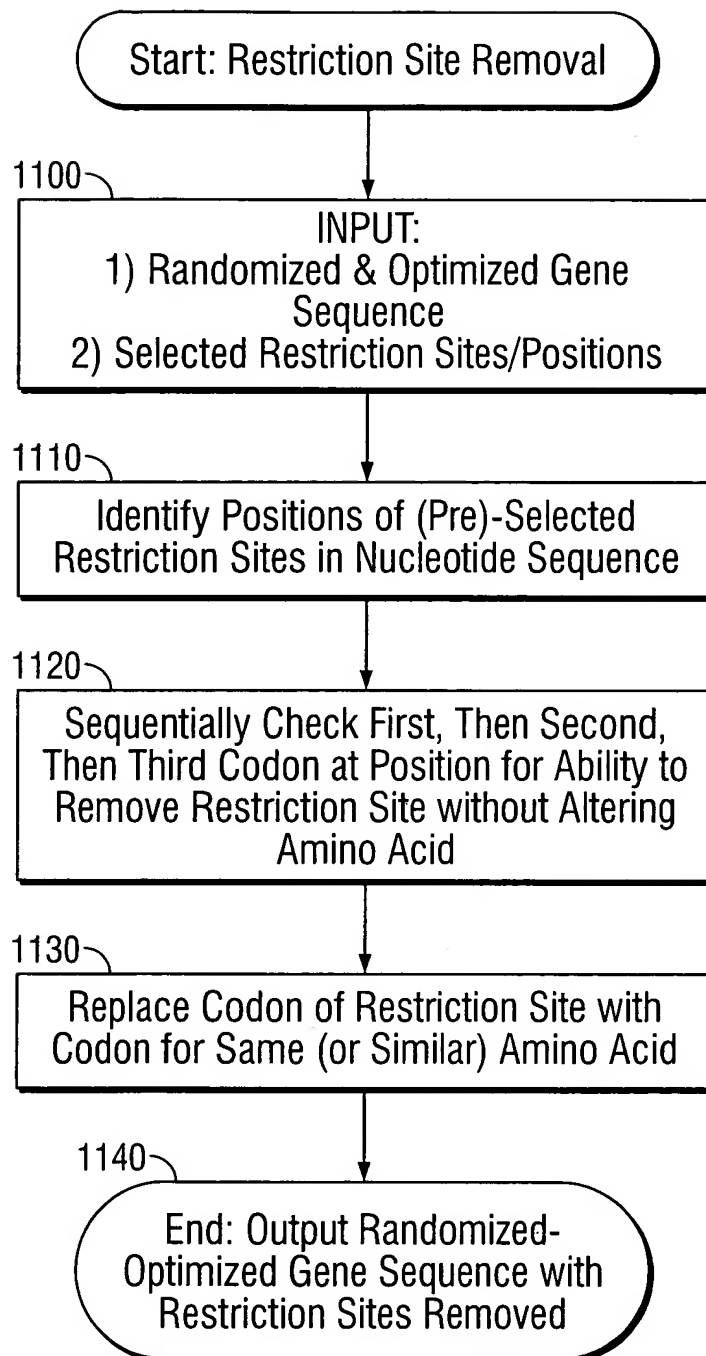 Start: Restriction Site Removal
1100
INPUT:
1) Randomized & Optimized Gene
Sequence
2) Selected Restriction Sites/Positions
1110
Identify Positions of (Pre)-Selected
Restriction Sites in Nucleotide Sequence
1120
Sequentially Check First, Then Second,
Then Third Codon at Position for Ability to
Remove Restriction Site without Altering
Amino Acid
1130
Replace Codon of Restriction Site with
Codon for Same (or Similar) Amino Acid
1140
End: Output Randomized-
Optimized Gene Sequence with
Restriction Sites Removed